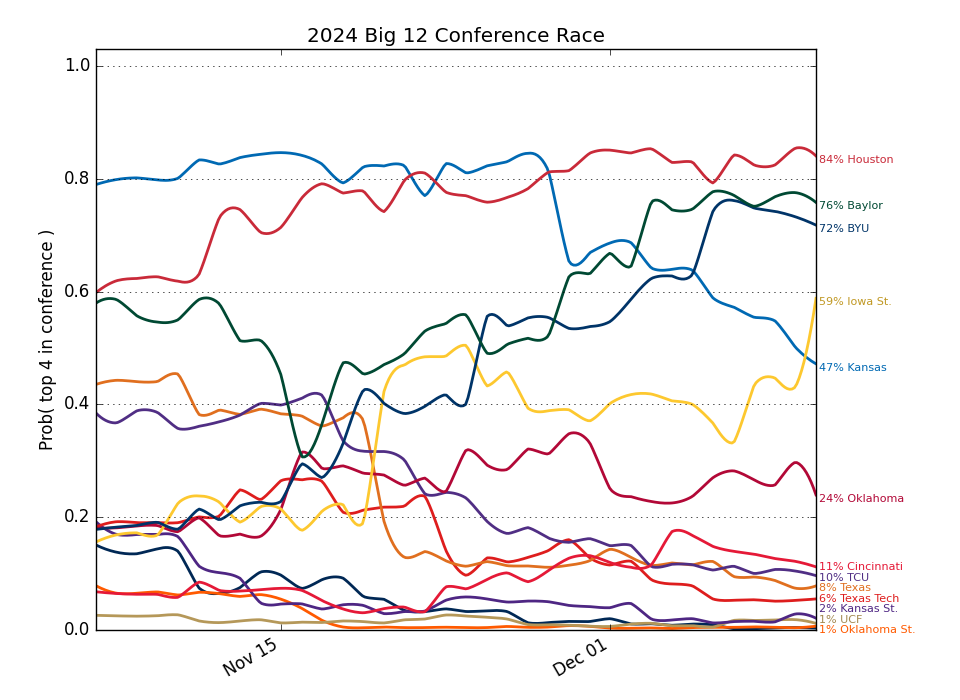 2024 Big 12 Conference Race
Prob( top 4 in conference )
1.0
0.8
0.6
0.4
0.2
0.0
Nov 15
Dec 01
84% Houston
76% Baylor
72% BYU
59% Iowa St.
47% Kansas
24% Oklahoma
11% Cincinnati
10% TCU
8% Texas
6% Texas Tech
2% Kansas St.
1% UCF
1% Oklahoma St.